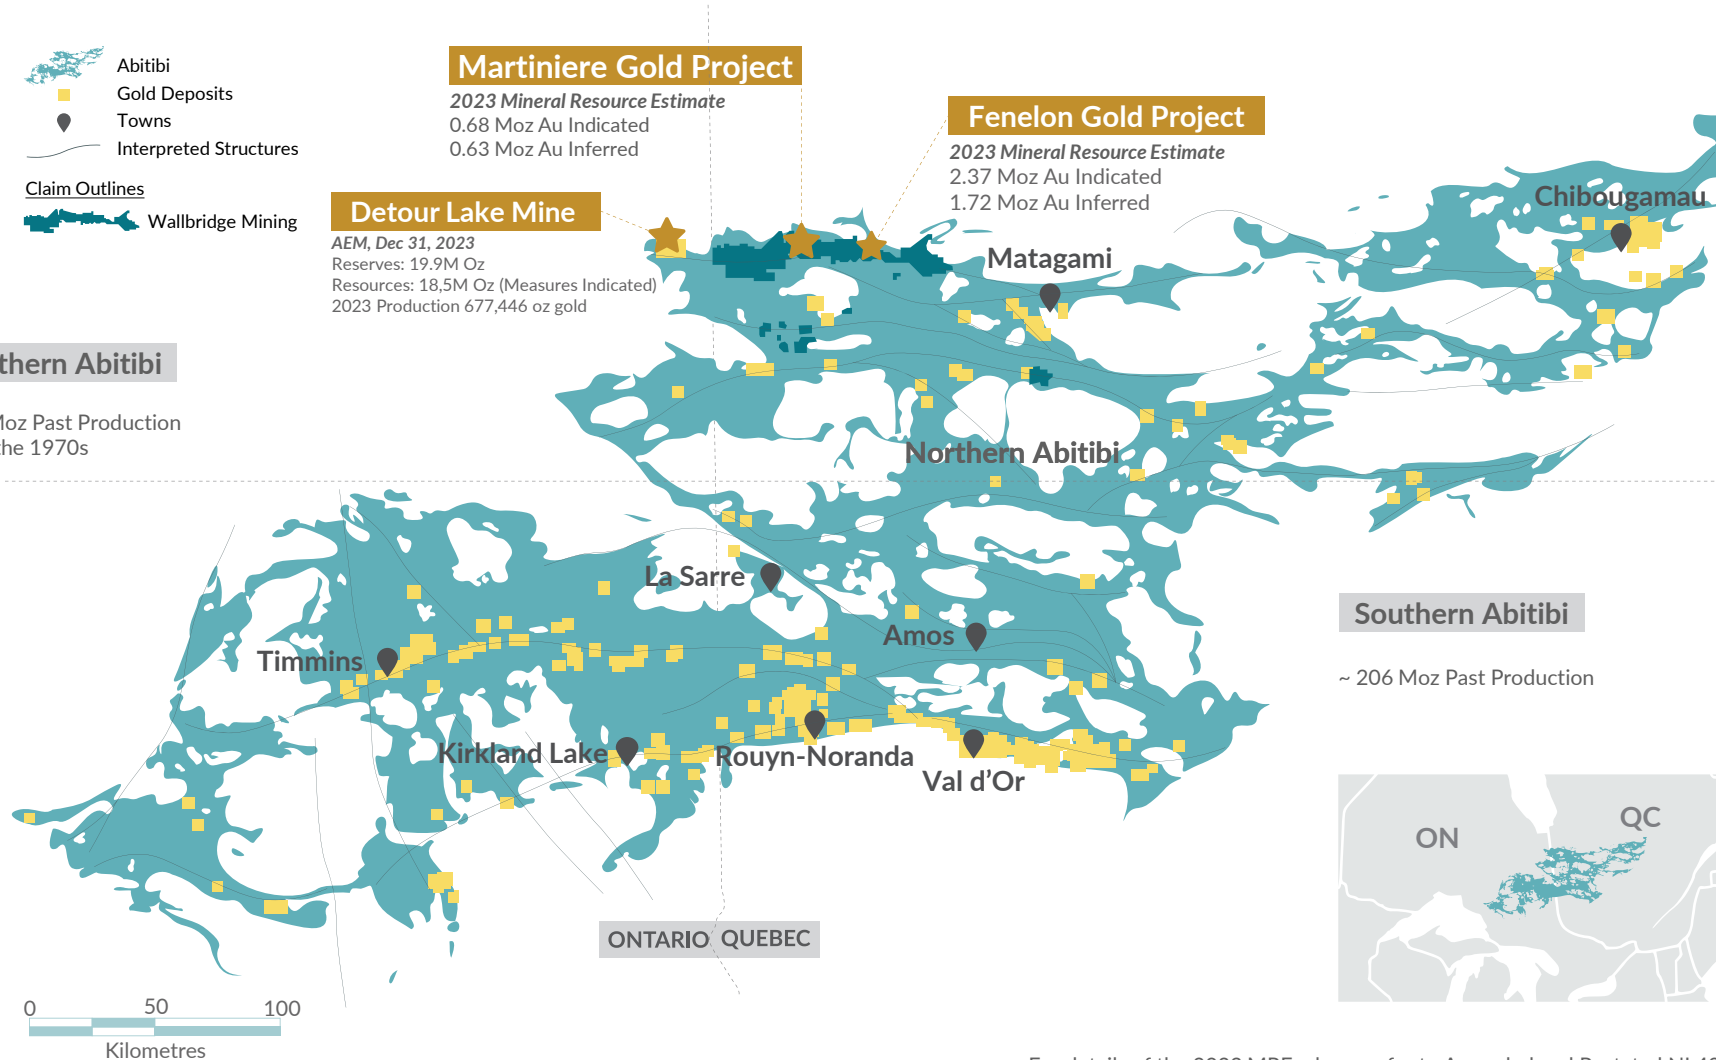 Abitibi
Gold Deposits
Towns
Interpreted Structures
Claim Outlines
Wallbridge Mining
Martiniere Gold Project
2023 Mineral Resource Estimate
0.68 Moz Au Indicated
0.63 Moz Au Inferred
Fenelon Gold Project
2023 Mineral Resource Estimate
2.37 Moz Au Indicated
1.72 Moz Au Inferred
Detour Lake Mine
AEM, Dec 31, 2023
Reserves: 19.9M Oz
Resources: 18,5M Oz (Measures Indicated)
2023 Production 677,446 oz gold
Chibougamau
Matagami
thern Abitibi
Moz Past Production
the 1970s
Northern Abitibi
La Sarre
Amos
Timmins
Kirkland Lake
Rouyn-Noranda
Val d'Or
Southern Abitibi
~ 206 Moz Past Production
ONTARIO QUEBEC
ON
QC
0 50 100
Kilometres